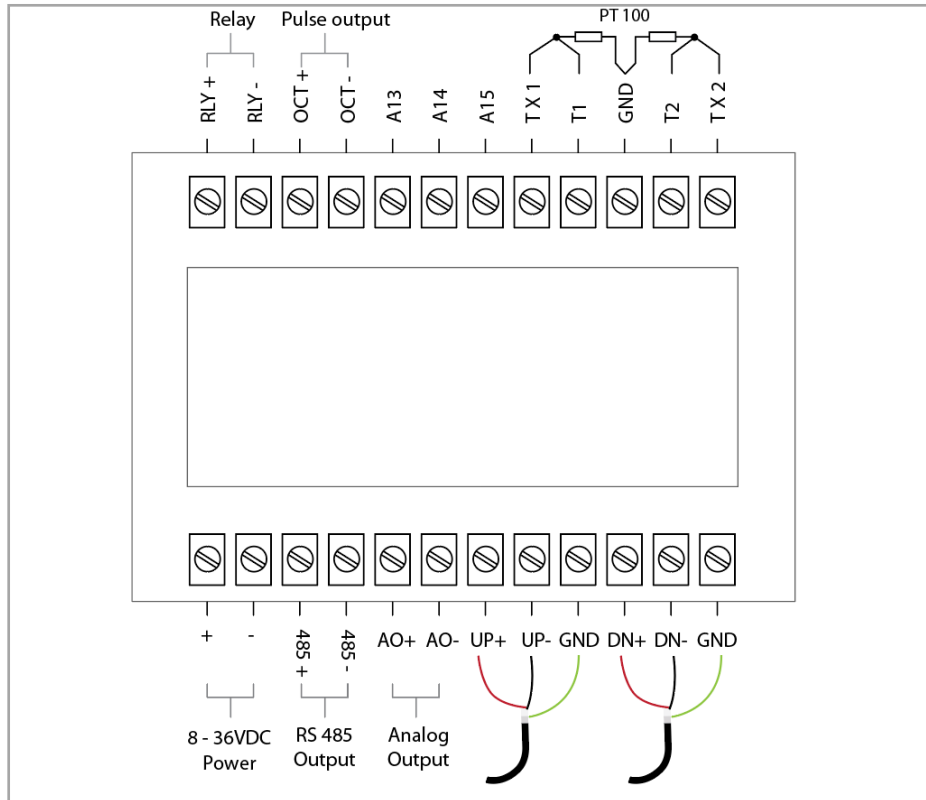 Relay Pulse output PT 100
RLY + RLY - OCT + OCT - A13 A14 A15 T X 1 T1 GND T2 T X 2
+ - 485 + 485 - AO+ AO- UP+ UP- GND DN+ DN- GND
8 - 36VDC RS 485 Analog
Power Output Output